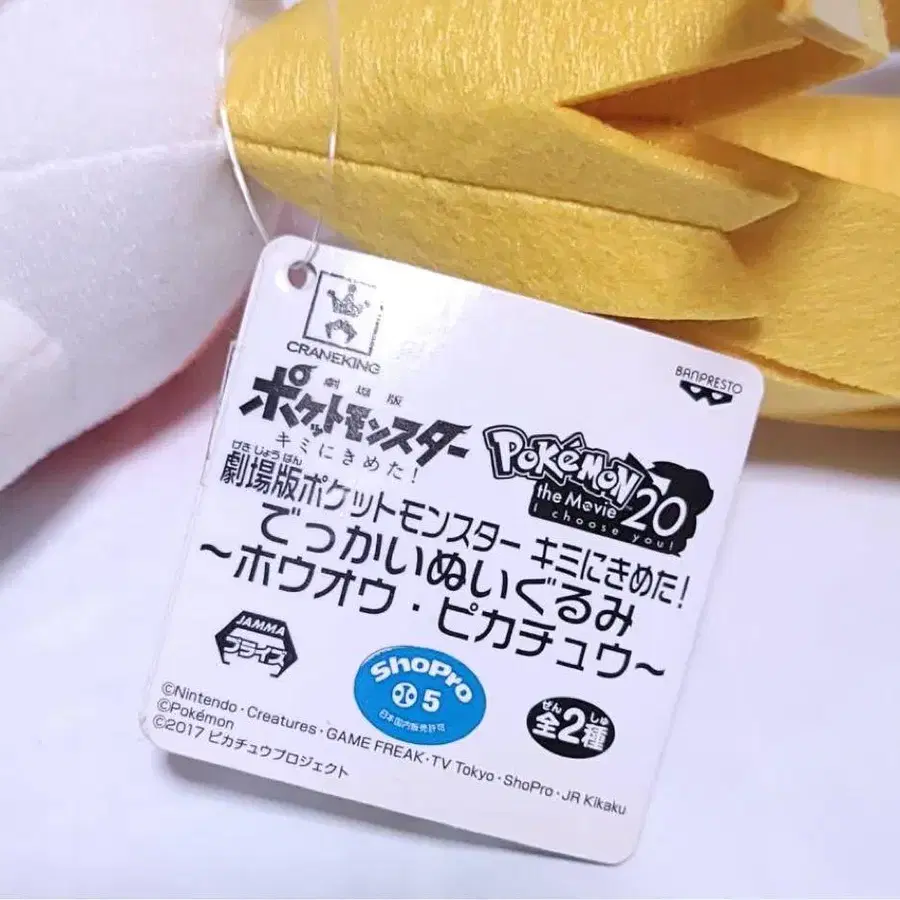 CRANEKING
BANPRESTO
劇場版
ポケットモンスター
キミにきめた!
POKéMON
the Movie 20
I choose you!
げきじょうばん
劇場版ポケットモンスター キミにきめた!
でっかいぬいぐるみ
~ホウオウ・ピカチュウ~
JAMMA
プライズ
ShoPro
5
日本国内販売許可
ぜん しゅ
全2種
©Nintendo・Creatures・GAME FREAK・TV Tokyo・ShoPro・JR Kikaku
©Pokémon
©2017 ピカチュウプロジェクト